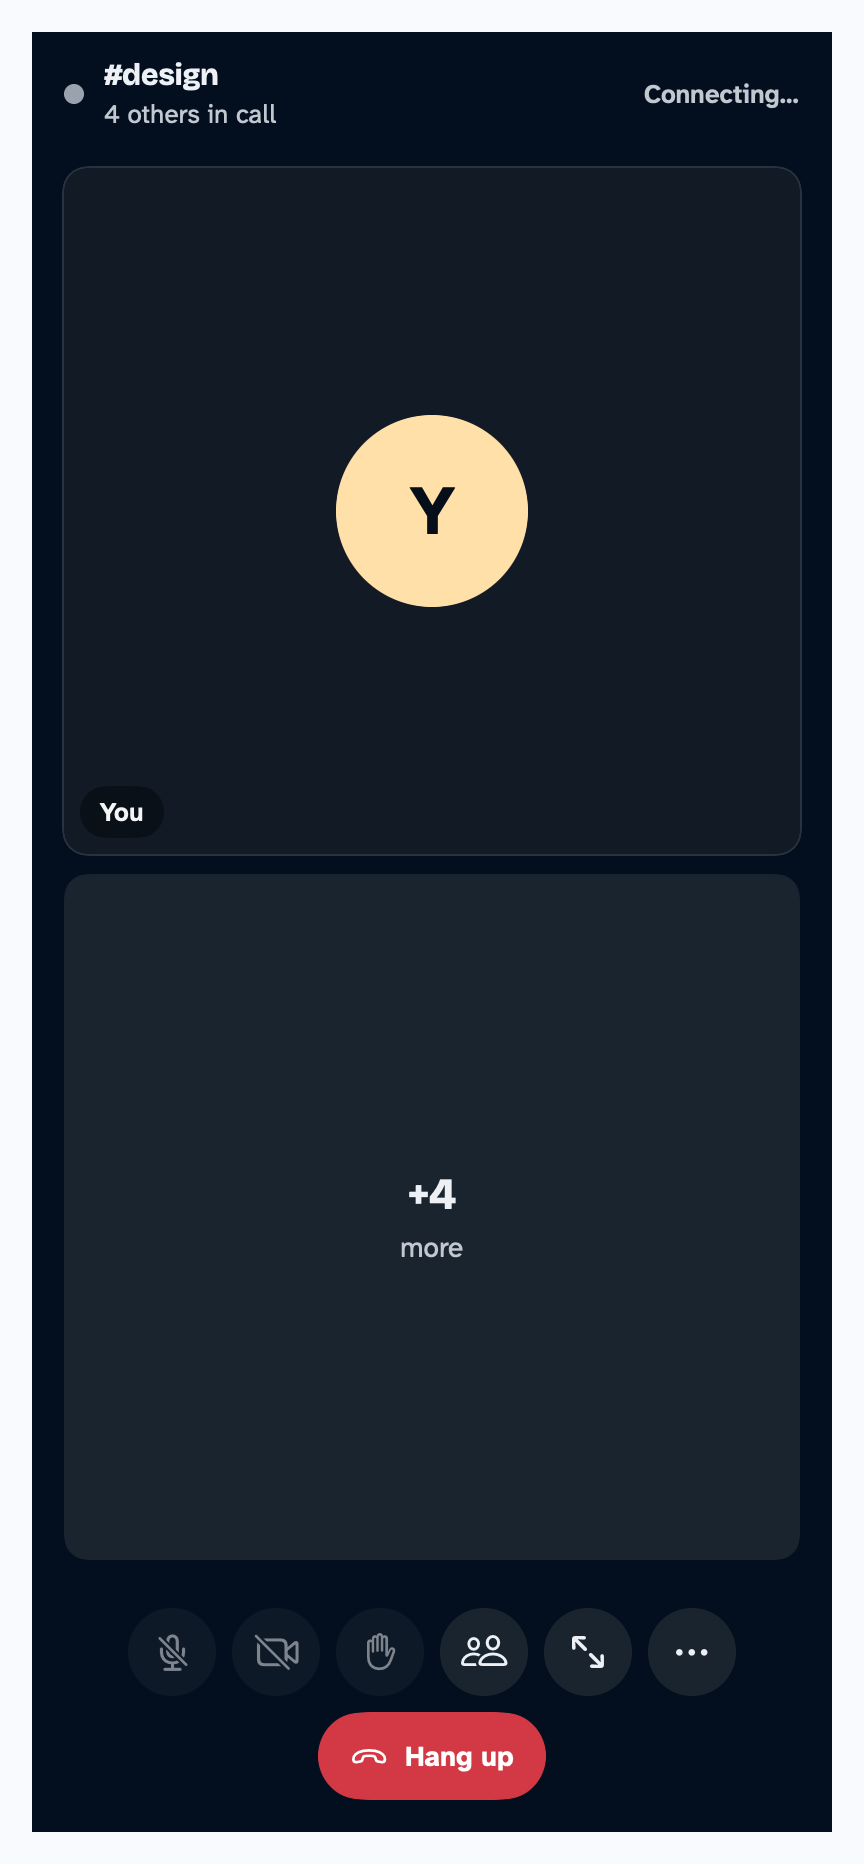 #design
4 others in call
Connecting...
Y
You
+4
more
Hang up